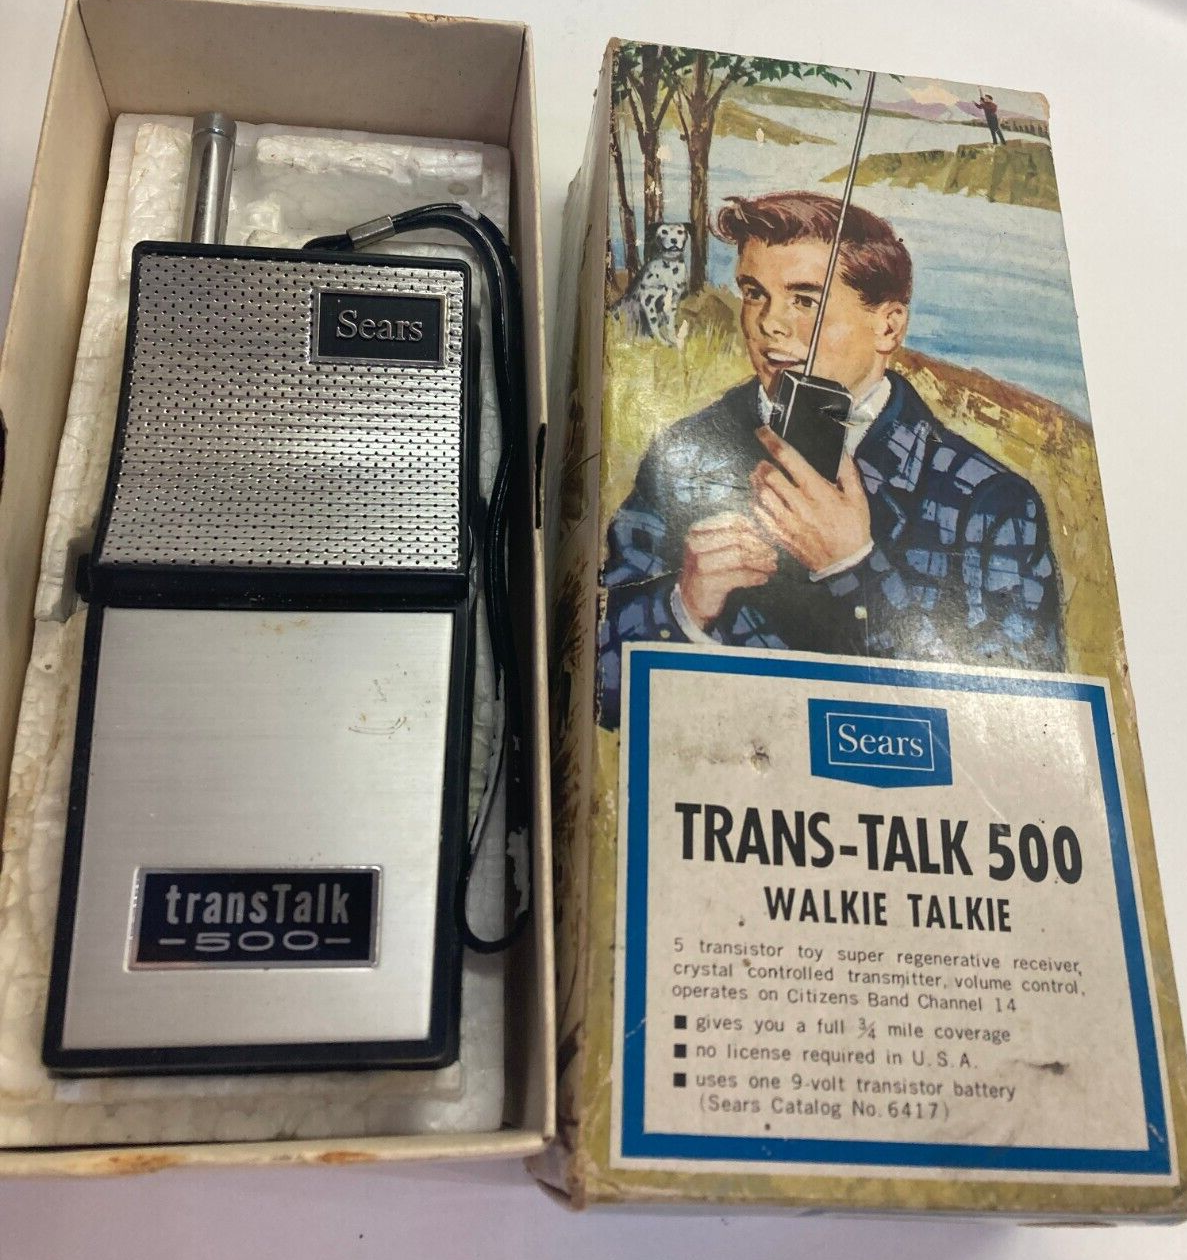 Sears
transTalk
-500-
Sears
TRANS-TALK 500
WALKIE TALKIE
5 transistor toy super regenerative receiver,
crystal controlled transmitter, volume control,
operates on Citizens Band Channel 14
■ gives you a full ¾ mile coverage
■ no license required in U.S.A.
■ uses one 9-volt transistor battery
(Sears Catalog No. 6417)